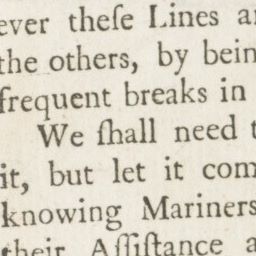 ever theſe Lines a
the others, by bein
frequent breaks in
We ſhall need t
it, but let it com
knowing Mariners
their Aſſiſtance a